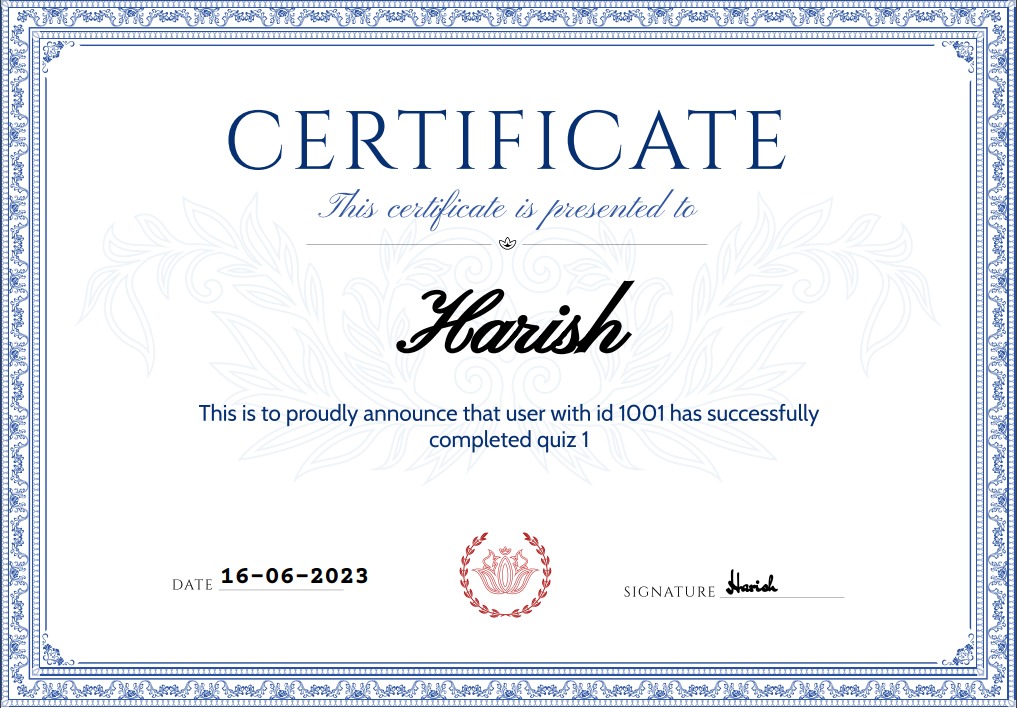 CERTIFICATE
This certificate is presented to
Harish
This is to proudly announce that user with id 1001 has successfully
completed quiz 1
DATE 16-06-2023
SIGNATURE Harish